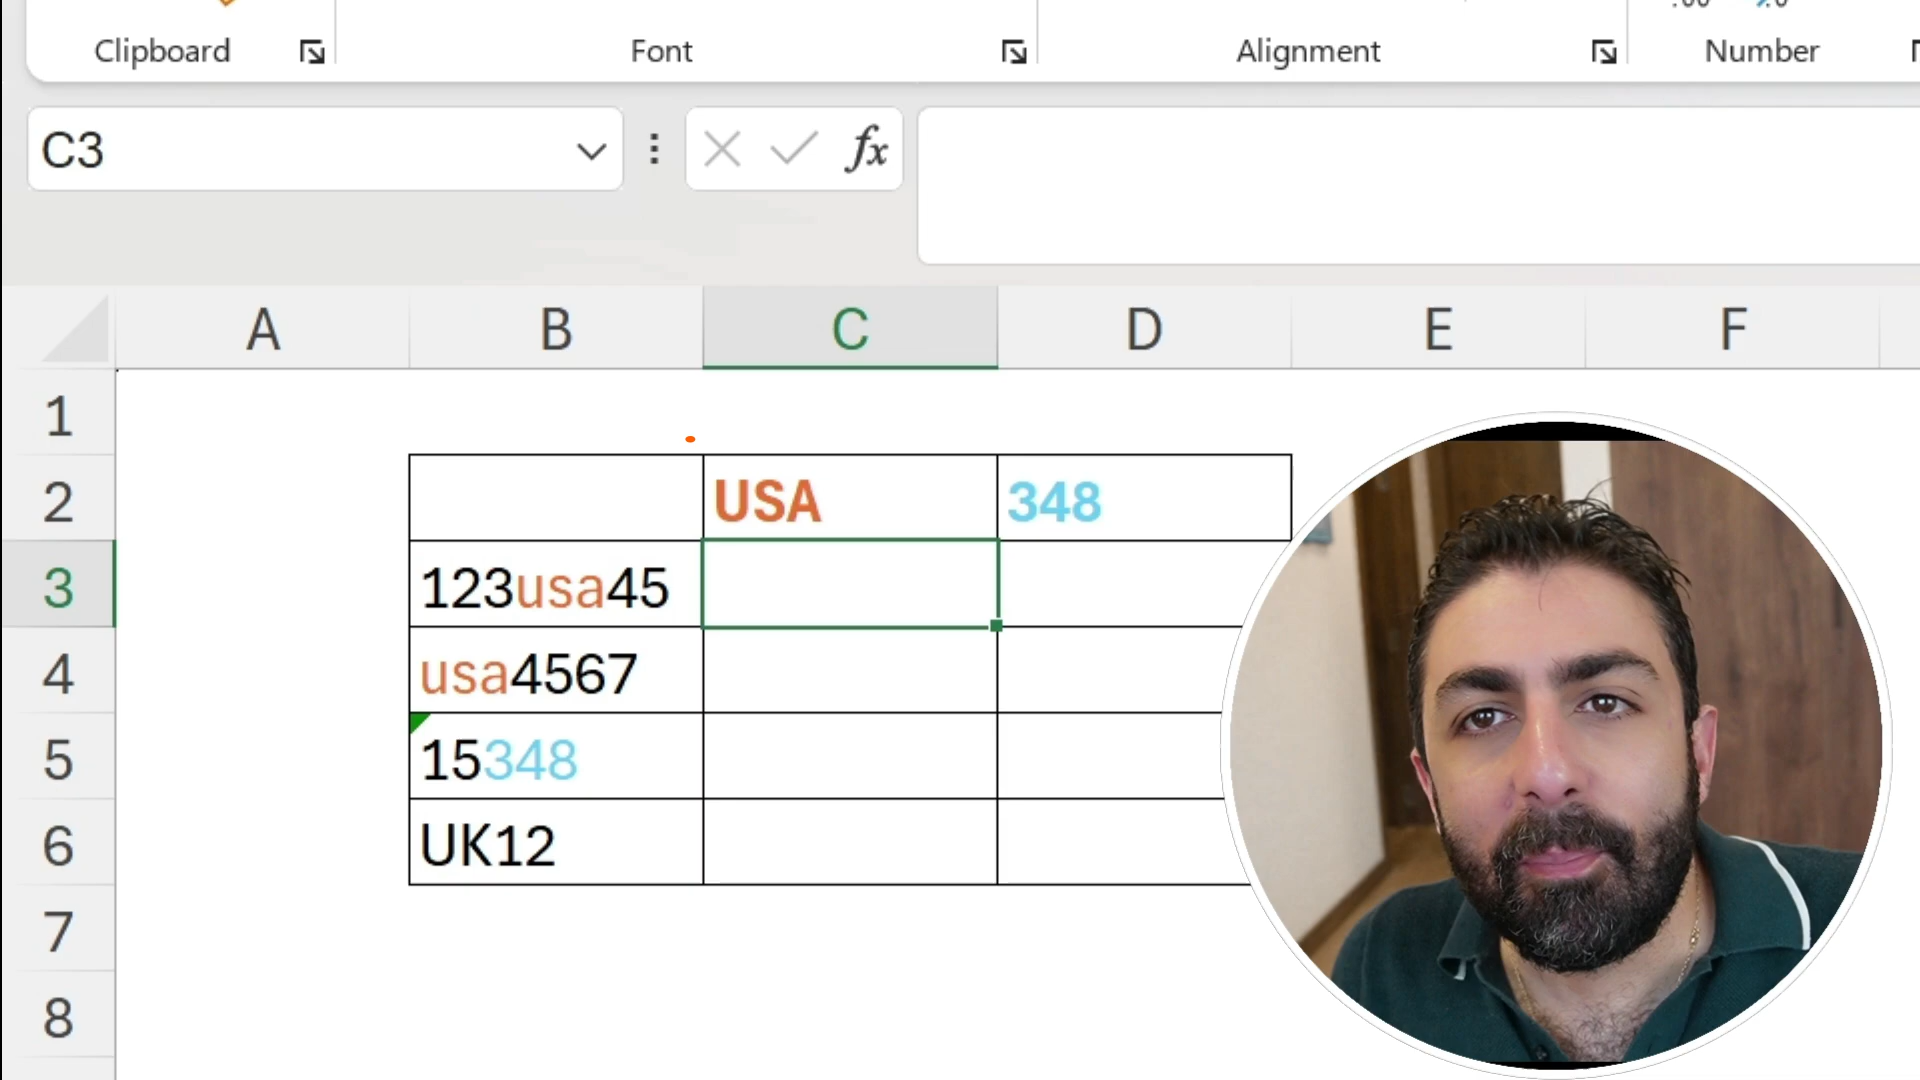 Clipboard Font Alignment Number
C3 fx
A B C D E F
1
2 USA 348
3 123usa45
4 usa4567
5 15348
6 UK12
7
8